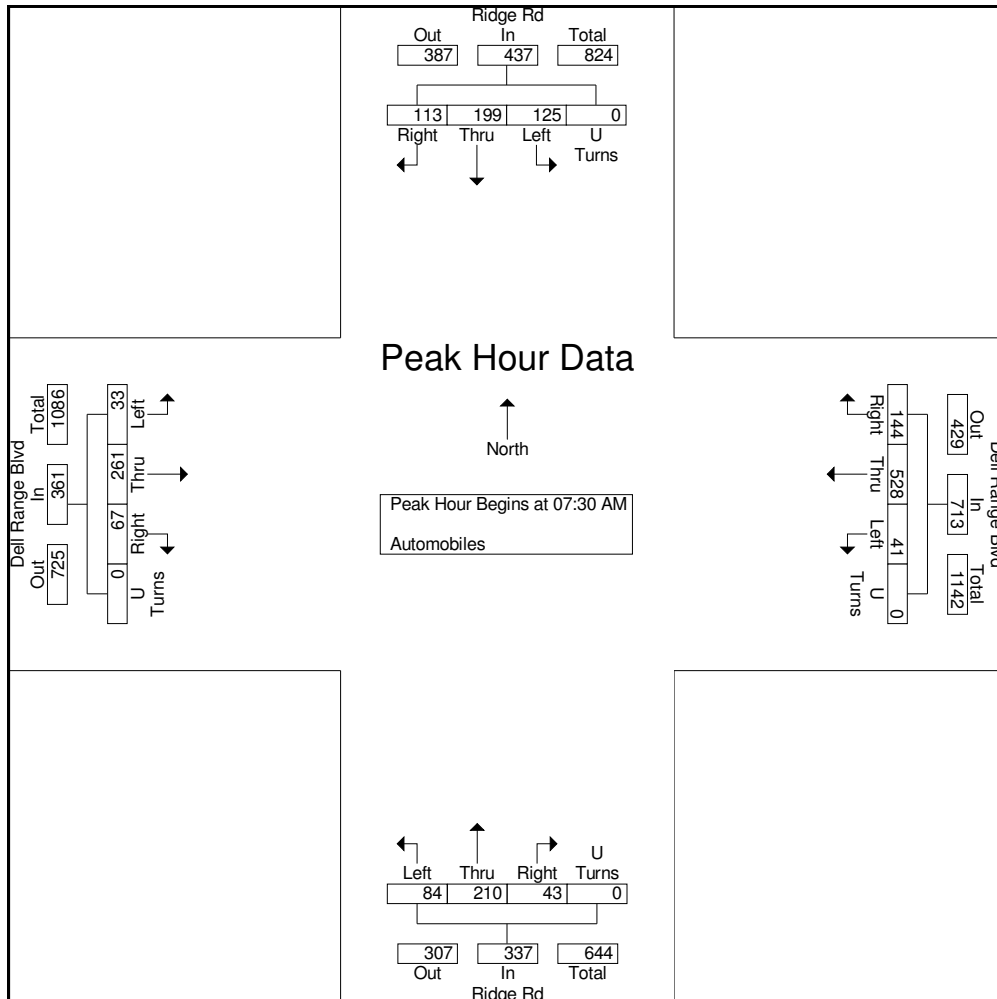 Ridge Rd
Out In Total
387 437 824
113 199 125 0
Right Thru Left U
Turns
Peak Hour Data
North
Peak Hour Begins at 07:30 AM
Automobiles
Dell Range Blvd
Out In Total
725 361 1086
33 261 67 0
Left Thru Right U
Turns
Dell Range Blvd
Out In Total
429 713 1142
144 528 41 0
Right Thru Left U
Turns
U
Left Thru Right Turns
84 210 43 0
307 337 644
Out In Total
Ridge Rd